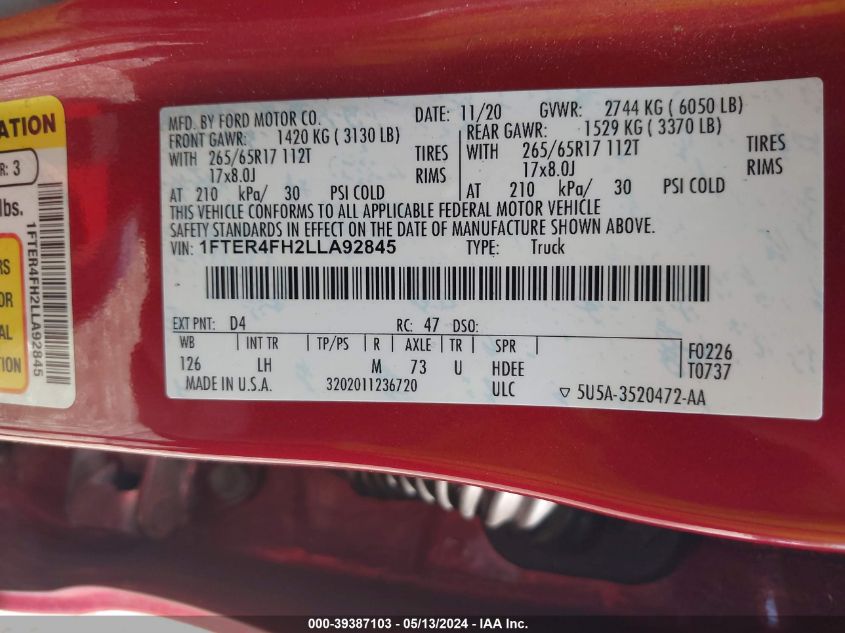 ATION
R: 3
lbs.
RS
OR
AL
ION
1FTER4FH2LLA92845
MFD. BY FORD MOTOR CO. DATE: 11/20 GVWR: 2744 KG ( 6050 LB)
FRONT GAWR: 1420 KG ( 3130 LB) REAR GAWR: 1529 KG ( 3370 LB)
WITH 265/65R17 112T TIRES WITH 265/65R17 112T TIRES
17x8.0J RIMS 17x8.0J RIMS
AT 210 kPa/ 30 PSI COLD AT 210 kPa/ 30 PSI COLD
THIS VEHICLE CONFORMS TO ALL APPLICABLE FEDERAL MOTOR VEHICLE
SAFETY STANDARDS IN EFFECT ON THE DATE OF MANUFACTURE SHOWN ABOVE.
VIN: 1FTER4FH2LLA92845 TYPE: Truck
EXT PNT: D4 RC: 47 DSO:
WB INT TR TP/PS R AXLE TR SPR F0226
126 LH M 73 U HDEE T0737
MADE IN U.S.A. 3202011236720 ULC ▽ 5U5A-3520472-AA
000-39387103 - 05/13/2024 - IAA Inc.